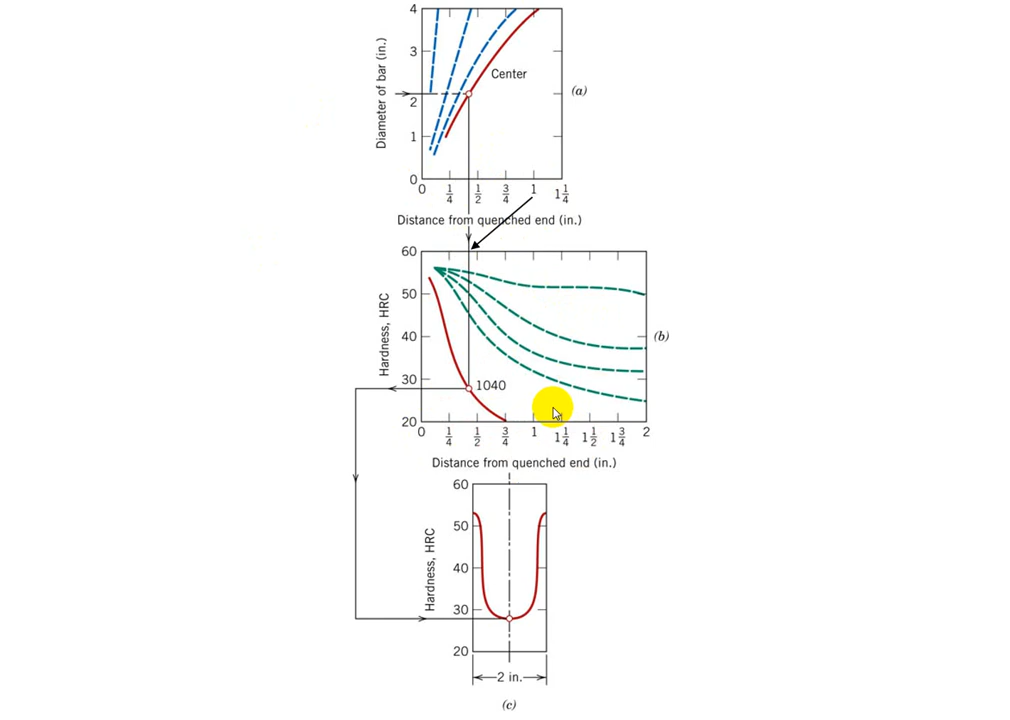 4
3
2
1
0
Diameter of bar (in.)
Center
(a)
0 1/4 1/2 3/4 1 1 1/4
Distance from quenched end (in.)
60
50
40
30
20
Hardness, HRC
1040
(b)
0 1/4 1/2 3/4 1 1 1/4 1 1/2 1 3/4 2
Distance from quenched end (in.)
60
50
40
30
20
Hardness, HRC
2 in.
(c)